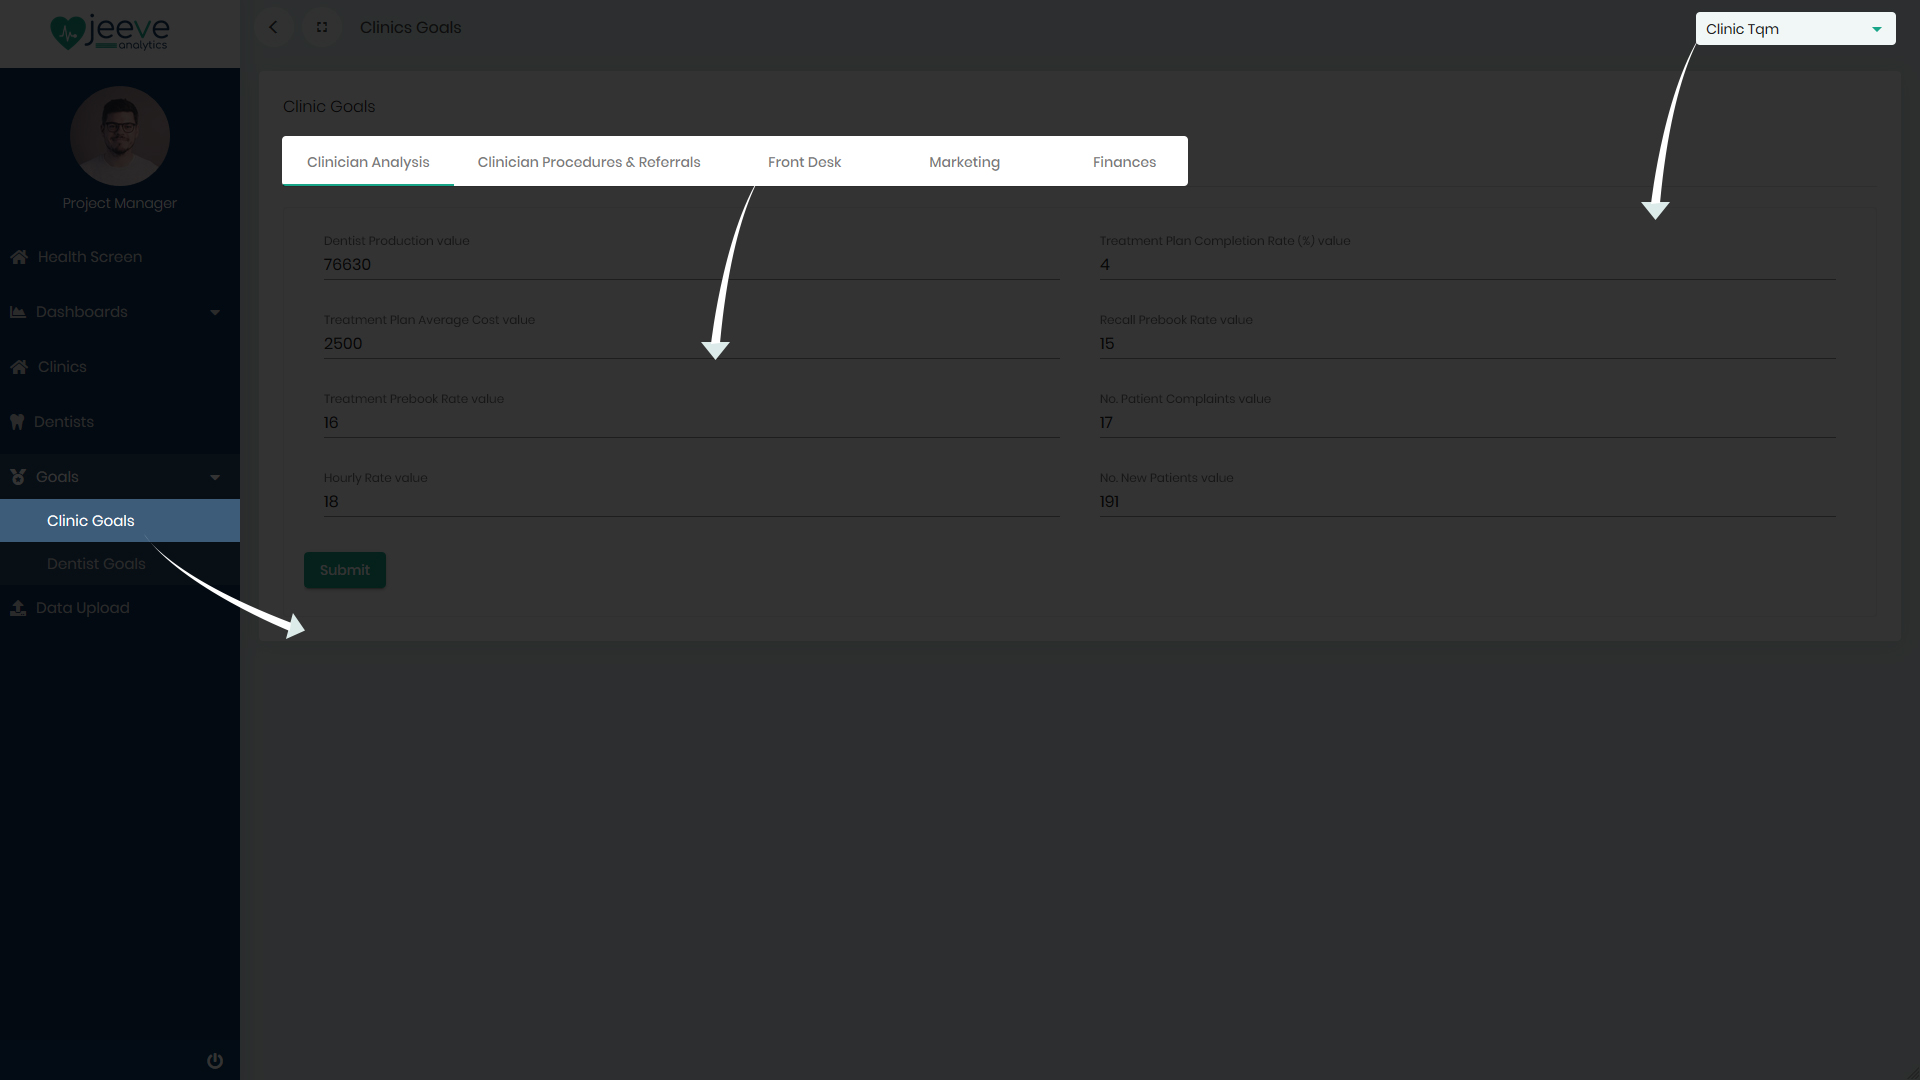 jeeve
analytics
Clinics Goals
Clinic Tqm
Project Manager
Health Screen
Dashboards
Clinics
Dentists
Goals
Clinic Goals
Dentist Goals
Data Upload
Clinic Goals
Clinician Analysis
Clinician Procedures & Referrals
Front Desk
Marketing
Finances
Dentist Production value
76630
Treatment Plan Completion Rate (%) value
4
Treatment Plan Average Cost value
2500
Recall Prebook Rate value
15
Treatment Prebook Rate value
16
No. Patient Complaints value
17
Hourly Rate value
18
No. New Patients value
191
Submit